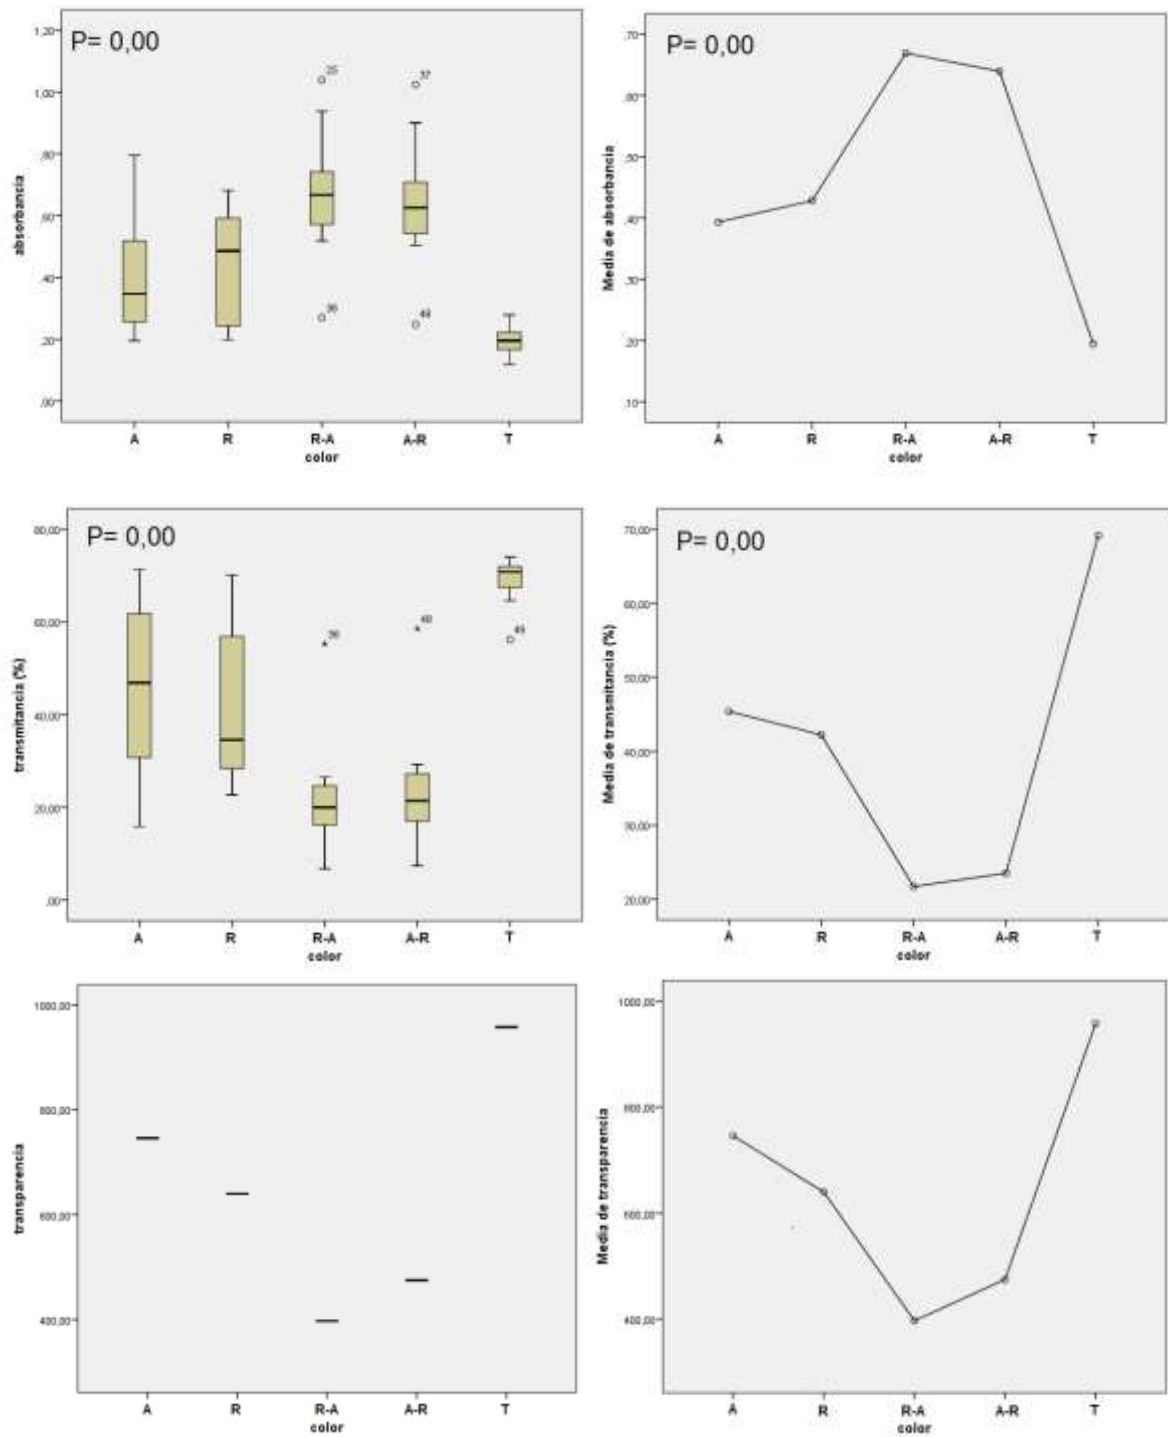 P= 0,00
1,20
1,00
,80
,60
,40
,20
,00
absorbancia
35
37
36
48
A R R-A A-R T
color
P= 0,00
,70
,60
,50
,40
,30
,20
,10
Media de absorbancia
A R R-A A-R T
color
P= 0,00
80,00
60,00
40,00
20,00
,00
transmitancia (%)
36
48
A R R-A A-R T
color
P= 0,00
70,00
60,00
50,00
40,00
30,00
20,00
Media de transmitancia (%)
A R R-A A-R T
color
1000,00
800,00
600,00
400,00
transparencia
A R R-A A-R T
color
1000,00
800,00
600,00
400,00
Media de transparencia
A R R-A A-R T
color